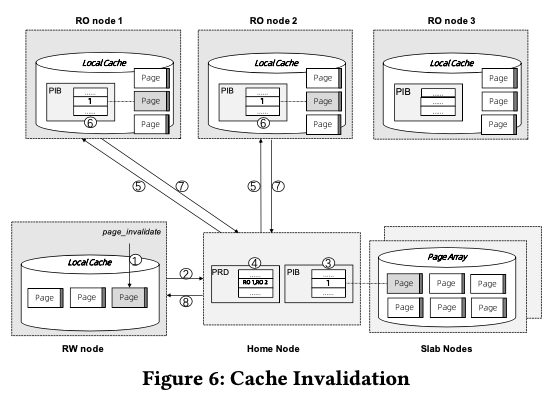 RO node 1
RO node 2
RO node 3
Local Cache
Local Cache
Local Cache
Page
Page
Page
PIB
......
1
......
⑥
Page
Page
Page
PIB
......
1
......
⑥
Page
Page
Page
PIB
......
......
⑤
⑦
⑤
⑦
page_invalidate
①
Local Cache
Page
Page
Page
②
⑧
PRD
④
......
RO 1,RO 2
......
PIB
③
......
1
......
Page Array
Page
Page
Page
Page
Page
Page
RW node
Home Node
Slab Nodes
Figure 6: Cache Invalidation